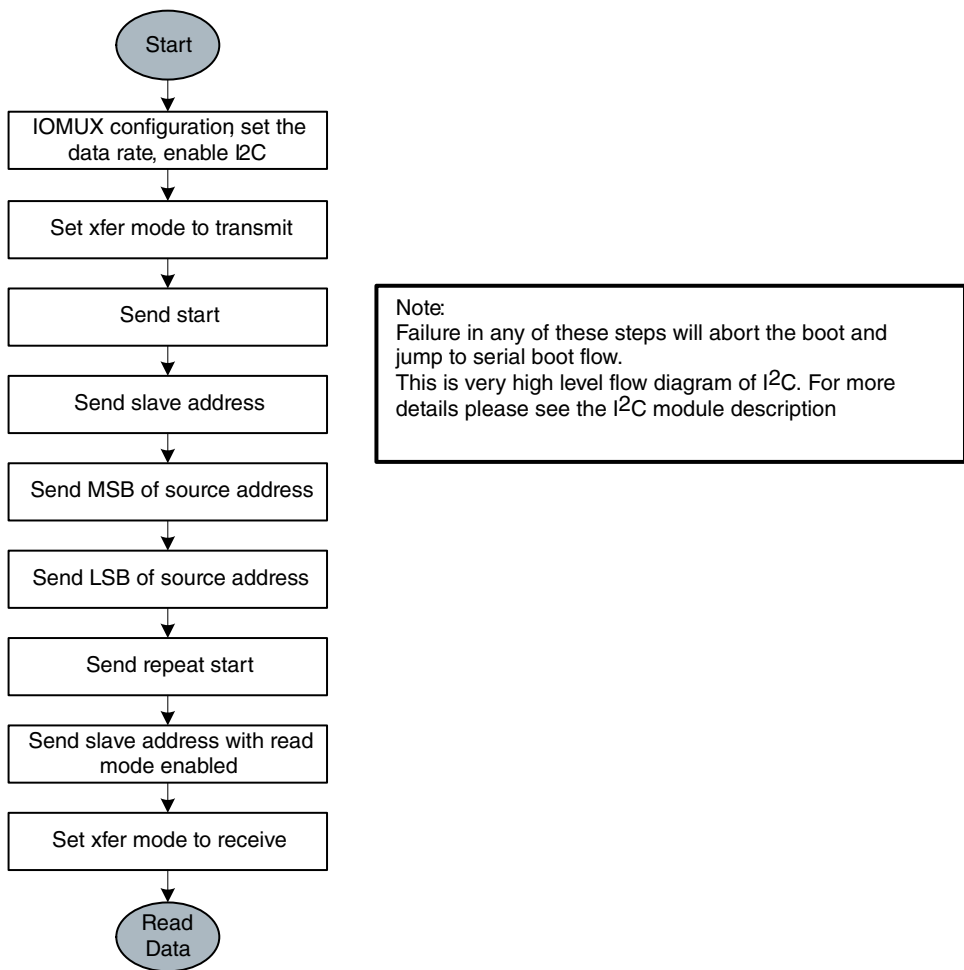 Start
IOMUX configuration, set the
data rate, enable I2C
Set xfer mode to transmit
Send start
Send slave address
Send MSB of source address
Send LSB of source address
Send repeat start
Send slave address with read
mode enabled
Set xfer mode to receive
Read
Data
Note:
Failure in any of these steps will abort the boot and
jump to serial boot flow.
This is very high level flow diagram of I2C. For more
details please see the I2C module description